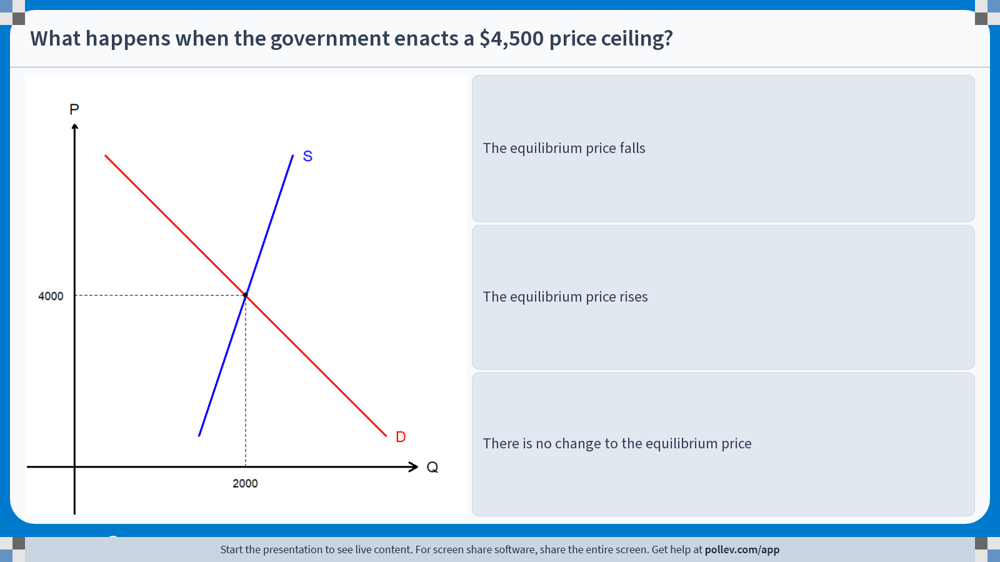 What happens when the government enacts a $4,500 price ceiling?
P
S
4000
D
Q
2000
The equilibrium price falls
The equilibrium price rises
There is no change to the equilibrium price
Start the presentation to see live content. For screen share software, share the entire screen. Get help at pollev.com/app